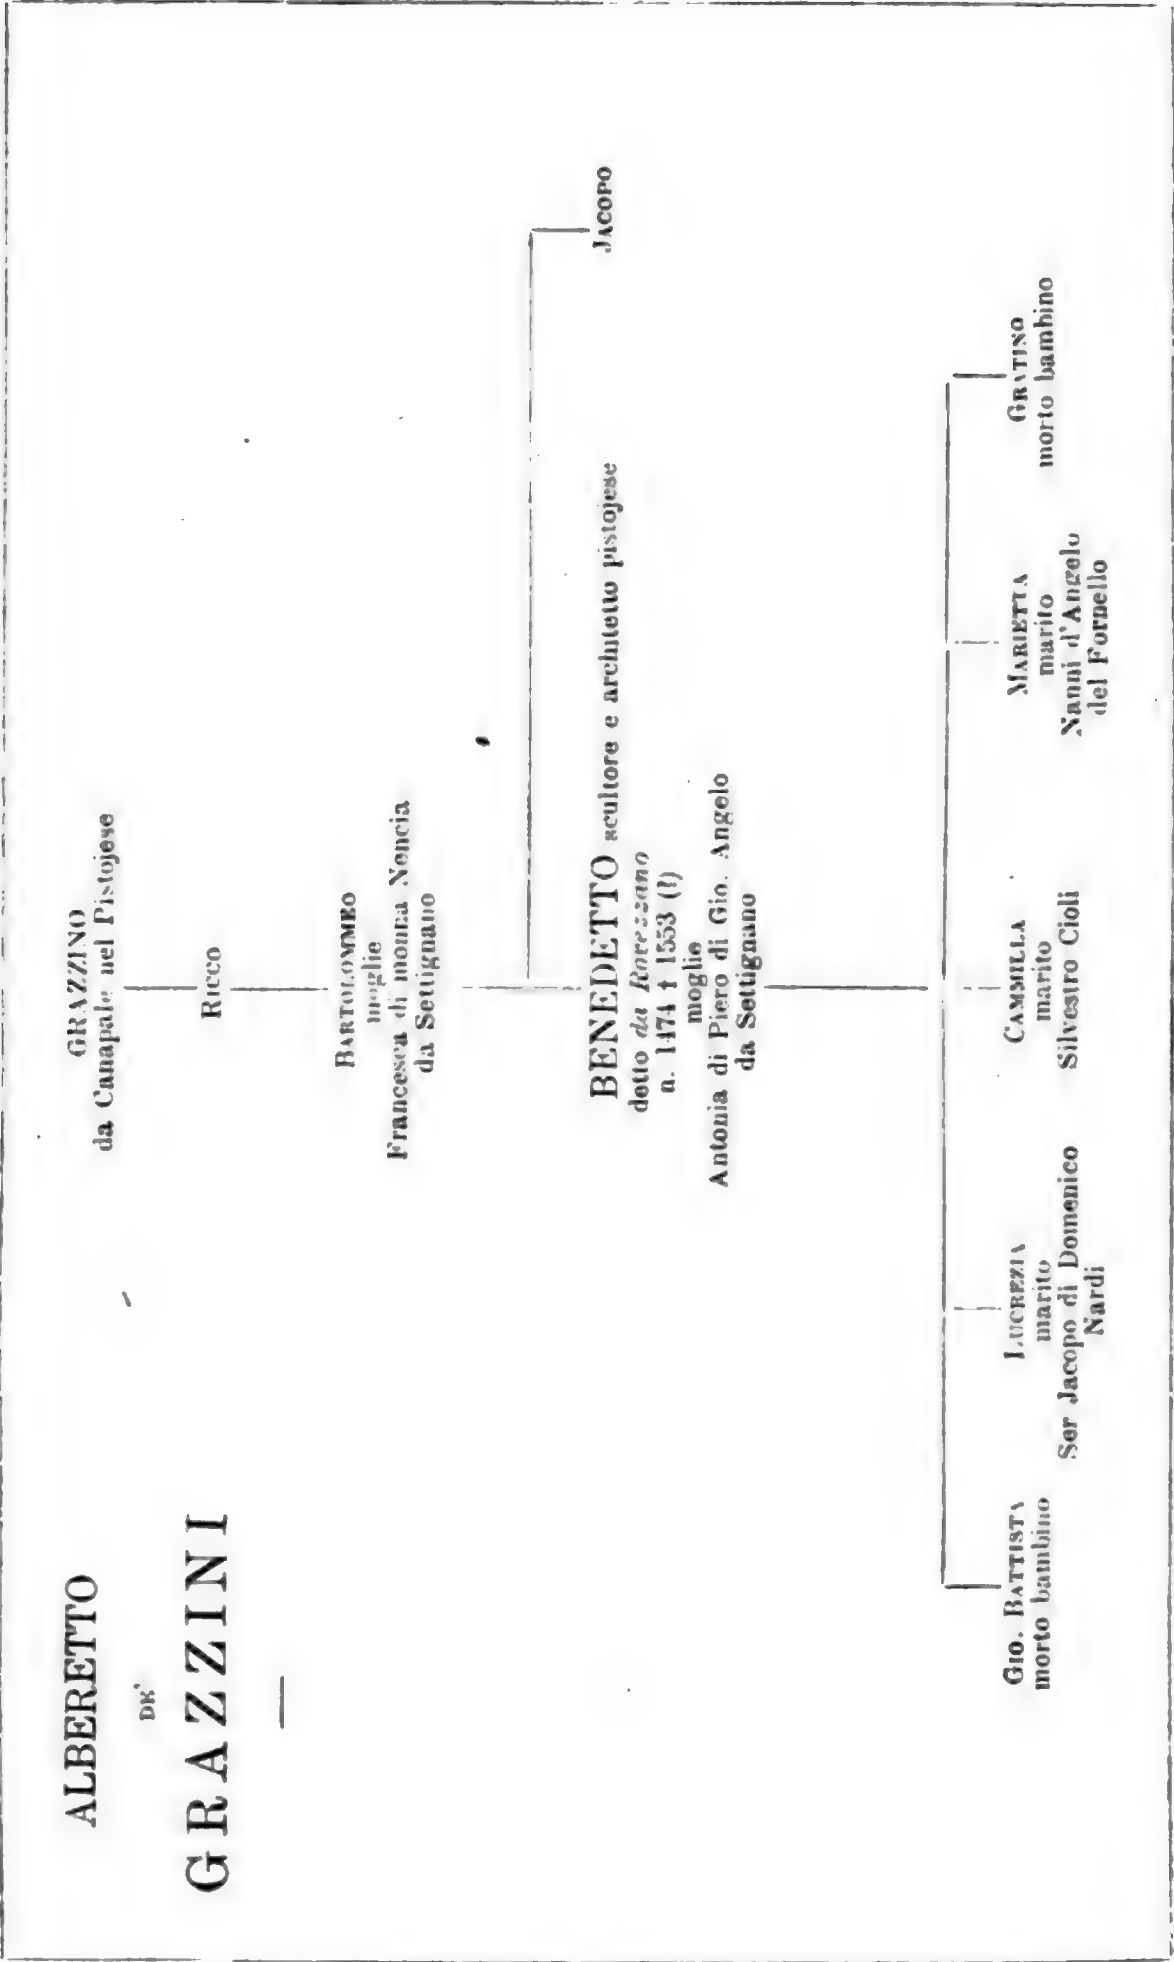 ALBERETTO
DE'
GRAZZINI
GRAZZINO
da Canapale nel Pistojese
RICCO
BARTOLOMMEO
moglie
Francesca di monna Nencia
da Settignano
BENEDETTO scultore e architetto pistojese
detto da Rovezzano
n. 1474 † 1553 (?)
moglie
Antonia di Piero di Gio. Angelo
da Settignano
JACOPO
GIO. BATTISTA
morto bambino
LUCREZIA
marito
Ser Jacopo di Domenico
Nardi
CAMMILLA
marito
Silvestro Cioli
MARIETTA
marito
Nanni d'Angelo
del Fornello
GRATINO
morto bambino